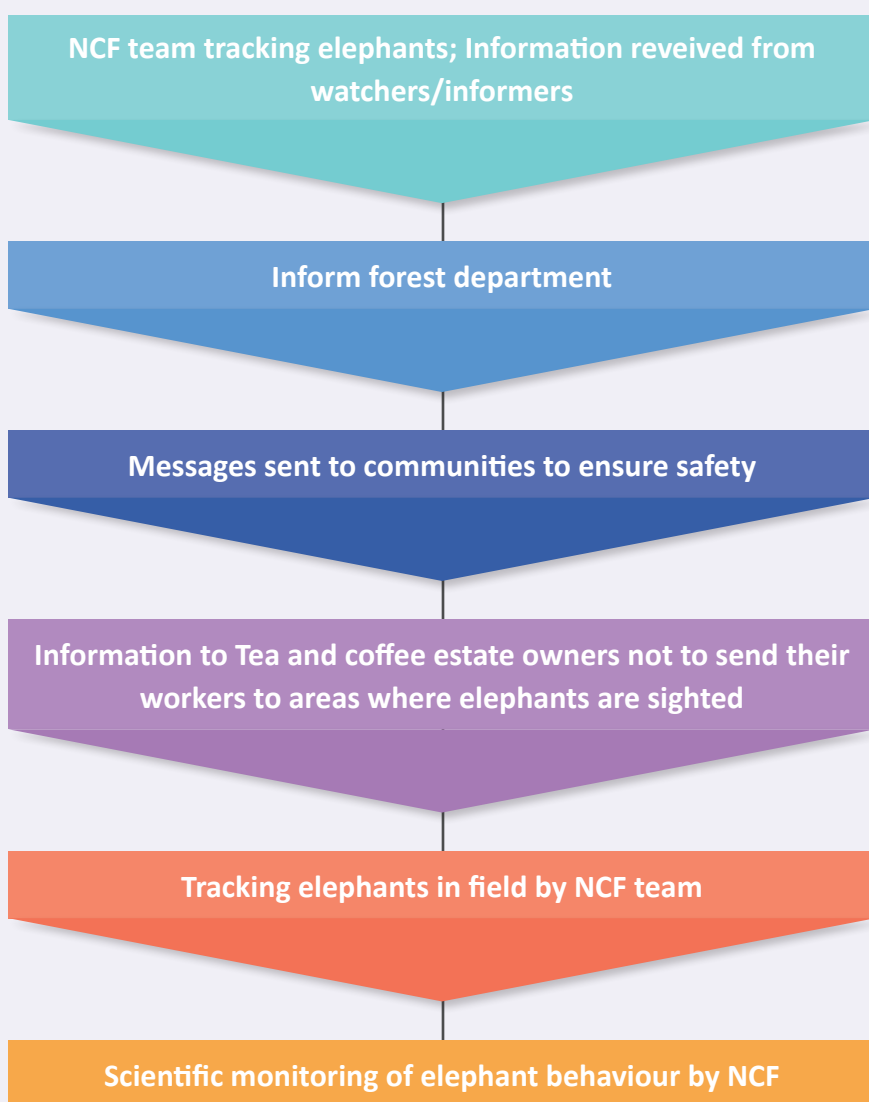 NCF team tracking elephants; Information reveived from
watchers/informers
Inform forest department
Messages sent to communities to ensure safety
Information to Tea and coffee estate owners not to send their
workers to areas where elephants are sighted
Tracking elephants in field by NCF team
Scientific monitoring of elephant behaviour by NCF